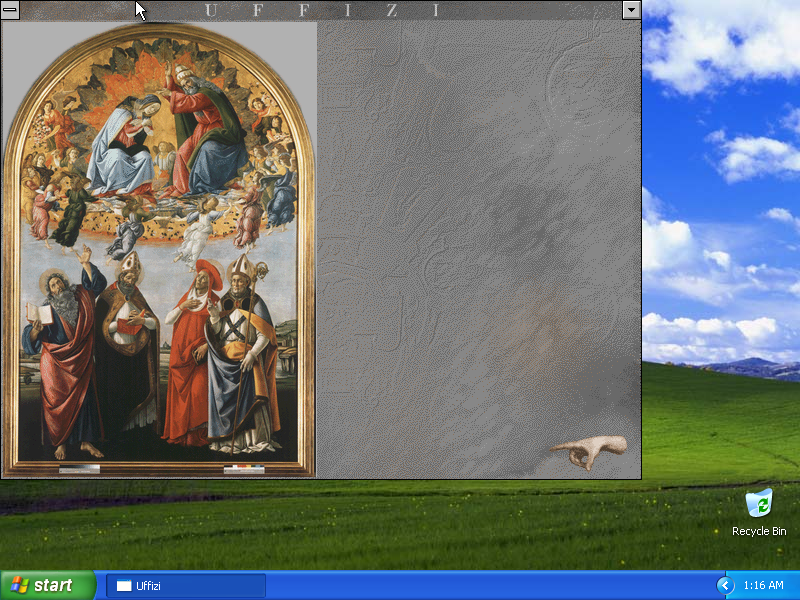 U F F I Z I
Recycle Bin
start
Uffizi
1:16 AM